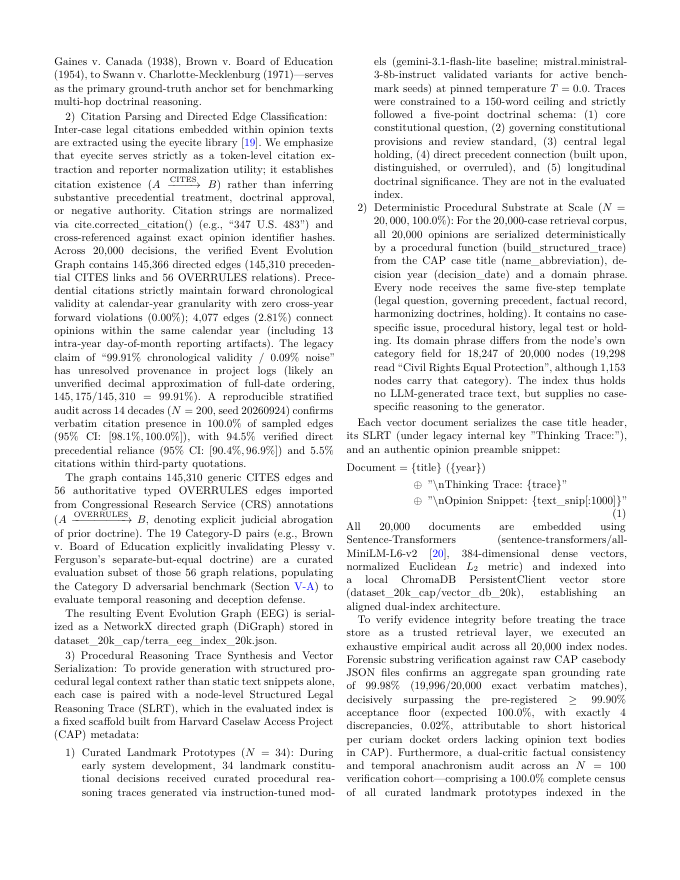 Gaines v. Canada (1938), Brown v. Board of Education
(1954), to Swann v. Charlotte-Mecklenburg (1971)—serves
as the primary ground-truth anchor set for benchmarking
multi-hop doctrinal reasoning.
2) Citation Parsing and Directed Edge Classification:
Inter-case legal citations embedded within opinion texts
are extracted using the eyecite library [19]. We emphasize
that eyecite serves strictly as a token-level citation ex-
traction and reporter normalization utility; it establishes
citation existence (A CITES→ B) rather than inferring
substantive precedential treatment, doctrinal approval,
or negative authority. Citation strings are normalized
via cite.corrected_citation() (e.g., “347 U.S. 483”) and
cross-referenced against exact opinion identifier hashes.
Across 20,000 decisions, the verified Event Evolution
Graph contains 145,366 directed edges (145,310 preceden-
tial CITES links and 56 OVERRULES relations). Prece-
dential citations strictly maintain forward chronological
validity at calendar-year granularity with zero cross-year
forward violations (0.00%); 4,077 edges (2.81%) connect
opinions within the same calendar year (including 13
intra-year day-of-month reporting artifacts). The legacy
claim of “99.91% chronological validity / 0.09% noise”
has unresolved provenance in project logs (likely an
unverified decimal approximation of full-date ordering,
145,175/145,310 = 99.91%). A reproducible stratified
audit across 14 decades (N = 200, seed 20260924) confirms
verbatim citation presence in 100.0% of sampled edges
(95% CI: [98.1%, 100.0%]), with 94.5% verified direct
precedential reliance (95% CI: [90.4%, 96.9%]) and 5.5%
citations within third-party quotations.
The graph contains 145,310 generic CITES edges and
56 authoritative typed OVERRULES edges imported
from Congressional Research Service (CRS) annotations
(A OVERRULES→ B, denoting explicit judicial abrogation
of prior doctrine). The 19 Category-D pairs (e.g., Brown
v. Board of Education explicitly invalidating Plessy v.
Ferguson’s separate-but-equal doctrine) are a curated
evaluation subset of those 56 graph relations, populating
the Category D adversarial benchmark (Section V-A) to
evaluate temporal reasoning and deception defense.
The resulting Event Evolution Graph (EEG) is serial-
ized as a NetworkX directed graph (DiGraph) stored in
dataset_20k_cap/terra_eeg_index_20k.json.
3) Procedural Reasoning Trace Synthesis and Vector
Serialization: To provide generation with structured pro-
cedural legal context rather than static text snippets alone,
each case is paired with a node-level Structured Legal
Reasoning Trace (SLRT), which in the evaluated index is
a fixed scaffold built from Harvard Caselaw Access Project
(CAP) metadata:
1) Curated Landmark Prototypes (N = 34): During
early system development, 34 landmark constitu-
tional decisions received curated procedural rea-
soning traces generated via instruction-tuned mod-
els (gemini-3.1-flash-lite baseline; mistral.ministral-
3-8b-instruct validated variants for active bench-
mark seeds) at pinned temperature T = 0.0. Traces
were constrained to a 150-word ceiling and strictly
followed a five-point doctrinal schema: (1) core
constitutional question, (2) governing constitutional
provisions and review standard, (3) central legal
holding, (4) direct precedent connection (built upon,
distinguished, or overruled), and (5) longitudinal
doctrinal significance. They are not in the evaluated
index.
2) Deterministic Procedural Substrate at Scale (N =
20,000, 100.0%): For the 20,000-case retrieval corpus,
all 20,000 opinions are serialized deterministically
by a procedural function (build_structured_trace)
from the CAP case title (name_abbreviation), de-
cision year (decision_date) and a domain phrase.
Every node receives the same five-step template
(legal question, governing precedent, factual record,
harmonizing doctrines, holding). It contains no case-
specific issue, procedural history, legal test or hold-
ing. Its domain phrase differs from the node’s own
category field for 18,247 of 20,000 nodes (19,298
read “Civil Rights Equal Protection”, although 1,153
nodes carry that category). The index thus holds
no LLM-generated trace text, but supplies no case-
specific reasoning to the generator.
Each vector document serializes the case title header,
its SLRT (under legacy internal key ”Thinking Trace:”),
and an authentic opinion preamble snippet:
Document = {title} ({year})
⊕ ”\nThinking Trace: {trace}”
⊕ ”\nOpinion Snippet: {text_snip[:1000]}”
(1)
All 20,000 documents are embedded using
Sentence-Transformers (sentence-transformers/all-
MiniLM-L6-v2 [20], 384-dimensional dense vectors,
normalized Euclidean L2 metric) and indexed into
a local ChromaDB PersistentClient vector store
(dataset_20k_cap/vector_db_20k), establishing an
aligned dual-index architecture.
To verify evidence integrity before treating the trace
store as a trusted retrieval layer, we executed an
exhaustive empirical audit across all 20,000 index nodes.
Forensic substring verification against raw CAP casebody
JSON files confirms an aggregate span grounding rate
of 99.98% (19,996/20,000 exact verbatim matches),
decisively surpassing the pre-registered ≥ 99.90%
acceptance floor (expected 100.0%, with exactly 4
discrepancies, 0.02%, attributable to short historical
per curiam docket orders lacking opinion text bodies
in CAP). Furthermore, a dual-critic factual consistency
and temporal anachronism audit across an N = 100
verification cohort—comprising a 100.0% complete census
of all curated landmark prototypes indexed in the